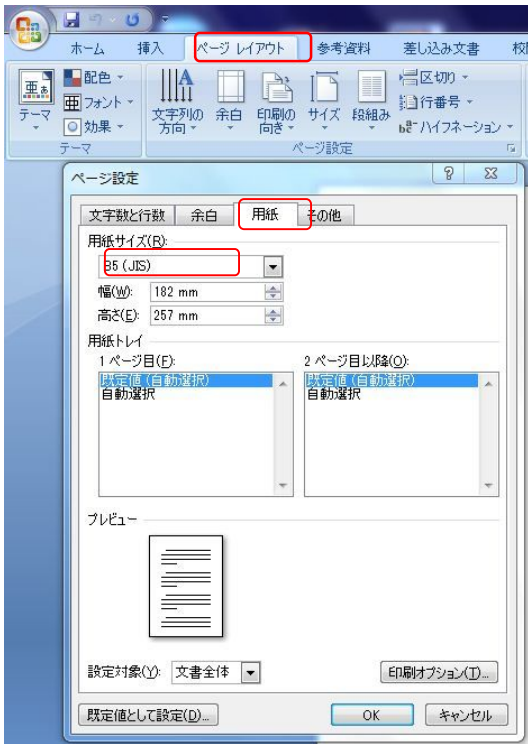 ホーム 挿入 ページ レイアウト 参考資料 差し込み文書
亜ぁ 配色 文字列の方向 余白 印刷の向き サイズ 段組み 区切り
テーマ 亜 フォント 行番号
効果 ハイフネーション
テーマ ページ設定
ページ設定
文字数と行数 余白 用紙 その他
用紙サイズ(R):
B5 (JIS)
幅(W): 182 mm
高さ(E): 257 mm
用紙トレイ
1 ページ目(F): 2 ページ目以降(O):
既定値 (自動選択) 既定値 (自動選択)
自動選択 自動選択
プレビュー
設定対象(Y): 文書全体 印刷オプション(T)...
既定値として設定(D)... OK キャンセル